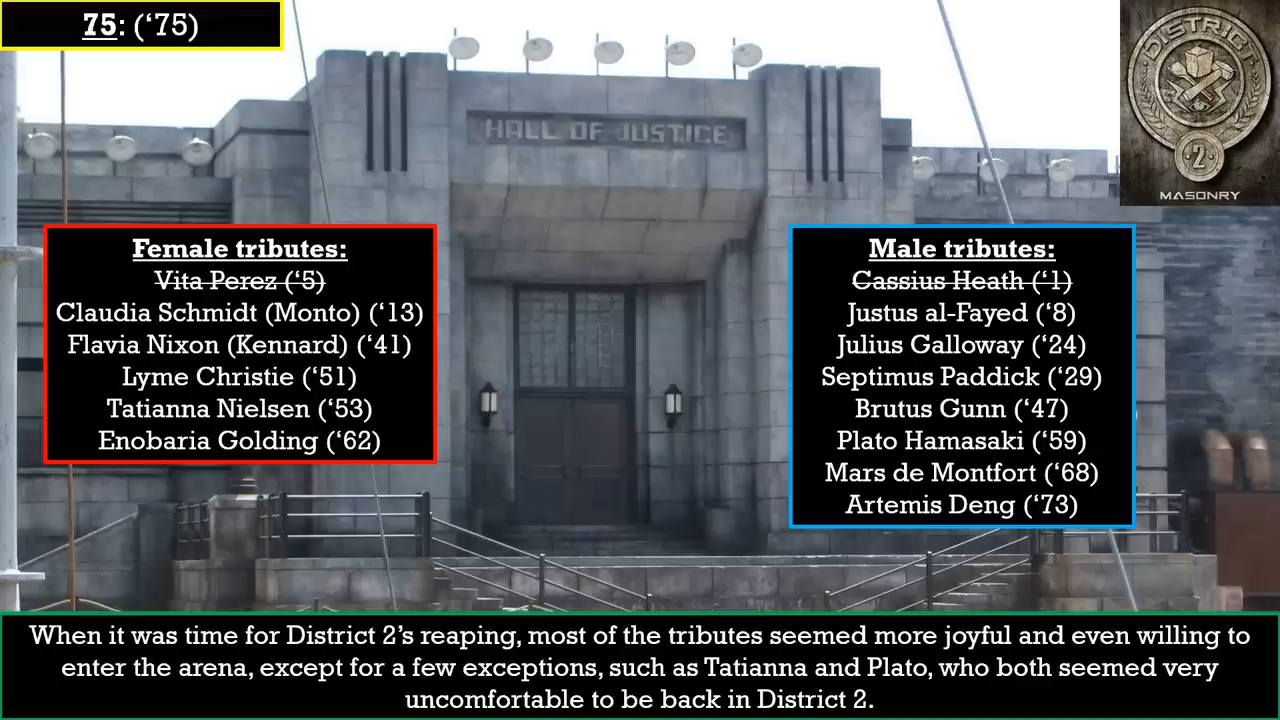 75: (‘75)
DISTRICT
2
MASONRY
HALL OF JUSTICE
Female tributes:
Vita Perez (‘5)
Claudia Schmidt (Monto) (‘13)
Flavia Nixon (Kennard) (‘41)
Lyme Christie (‘51)
Tatianna Nielsen (‘53)
Enobaria Golding (‘62)
Male tributes:
Cassius Heath (‘1)
Justus al-Fayed (‘8)
Julius Galloway (‘24)
Septimus Paddick (‘29)
Brutus Gunn (‘47)
Plato Hamasaki (‘59)
Mars de Montfort (‘68)
Artemis Deng (‘73)
When it was time for District 2’s reaping, most of the tributes seemed more joyful and even willing to
enter the arena, except for a few exceptions, such as Tatianna and Plato, who both seemed very
uncomfortable to be back in District 2.